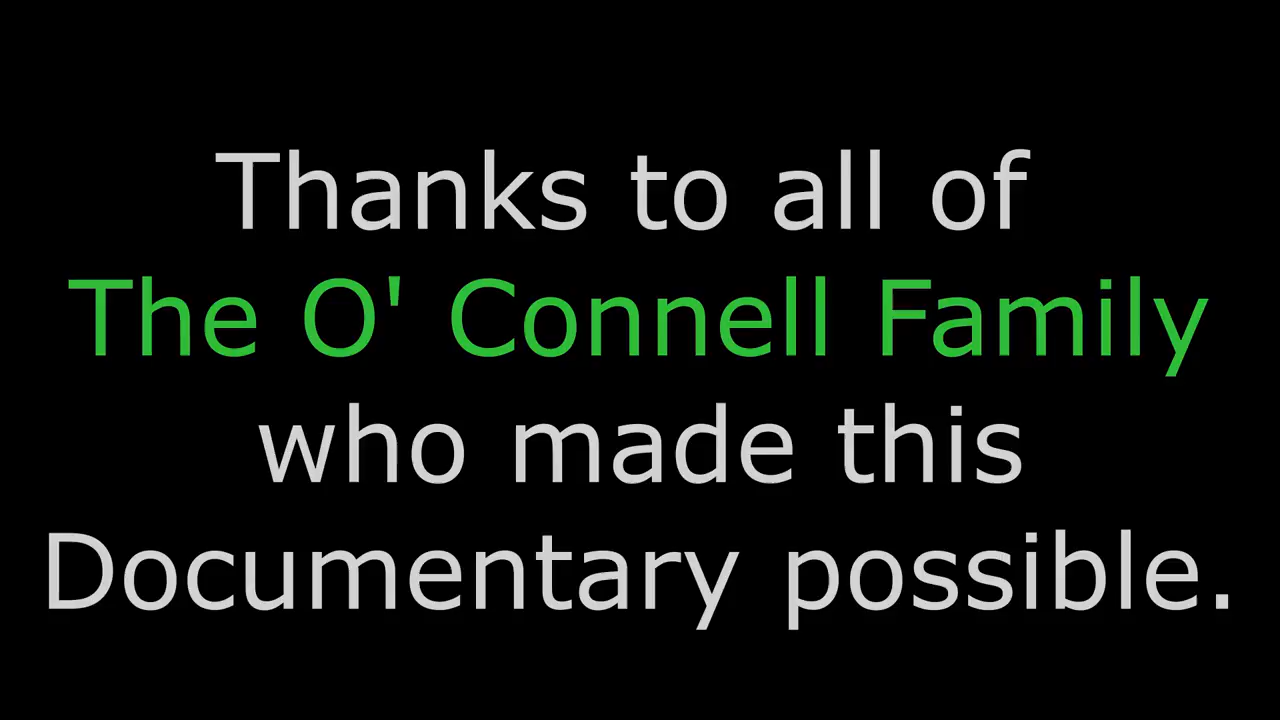 Thanks to all of
The O' Connell Family
who made this
Documentary possible.